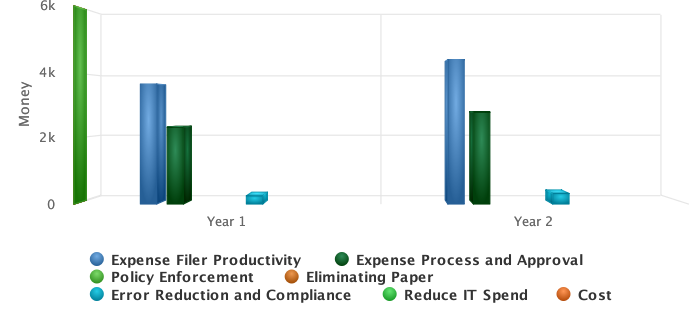 6k
4k
2k
0
Money
Year 1
Year 2
Expense Filer Productivity
Expense Process and Approval
Policy Enforcement
Eliminating Paper
Error Reduction and Compliance
Reduce IT Spend
Cost